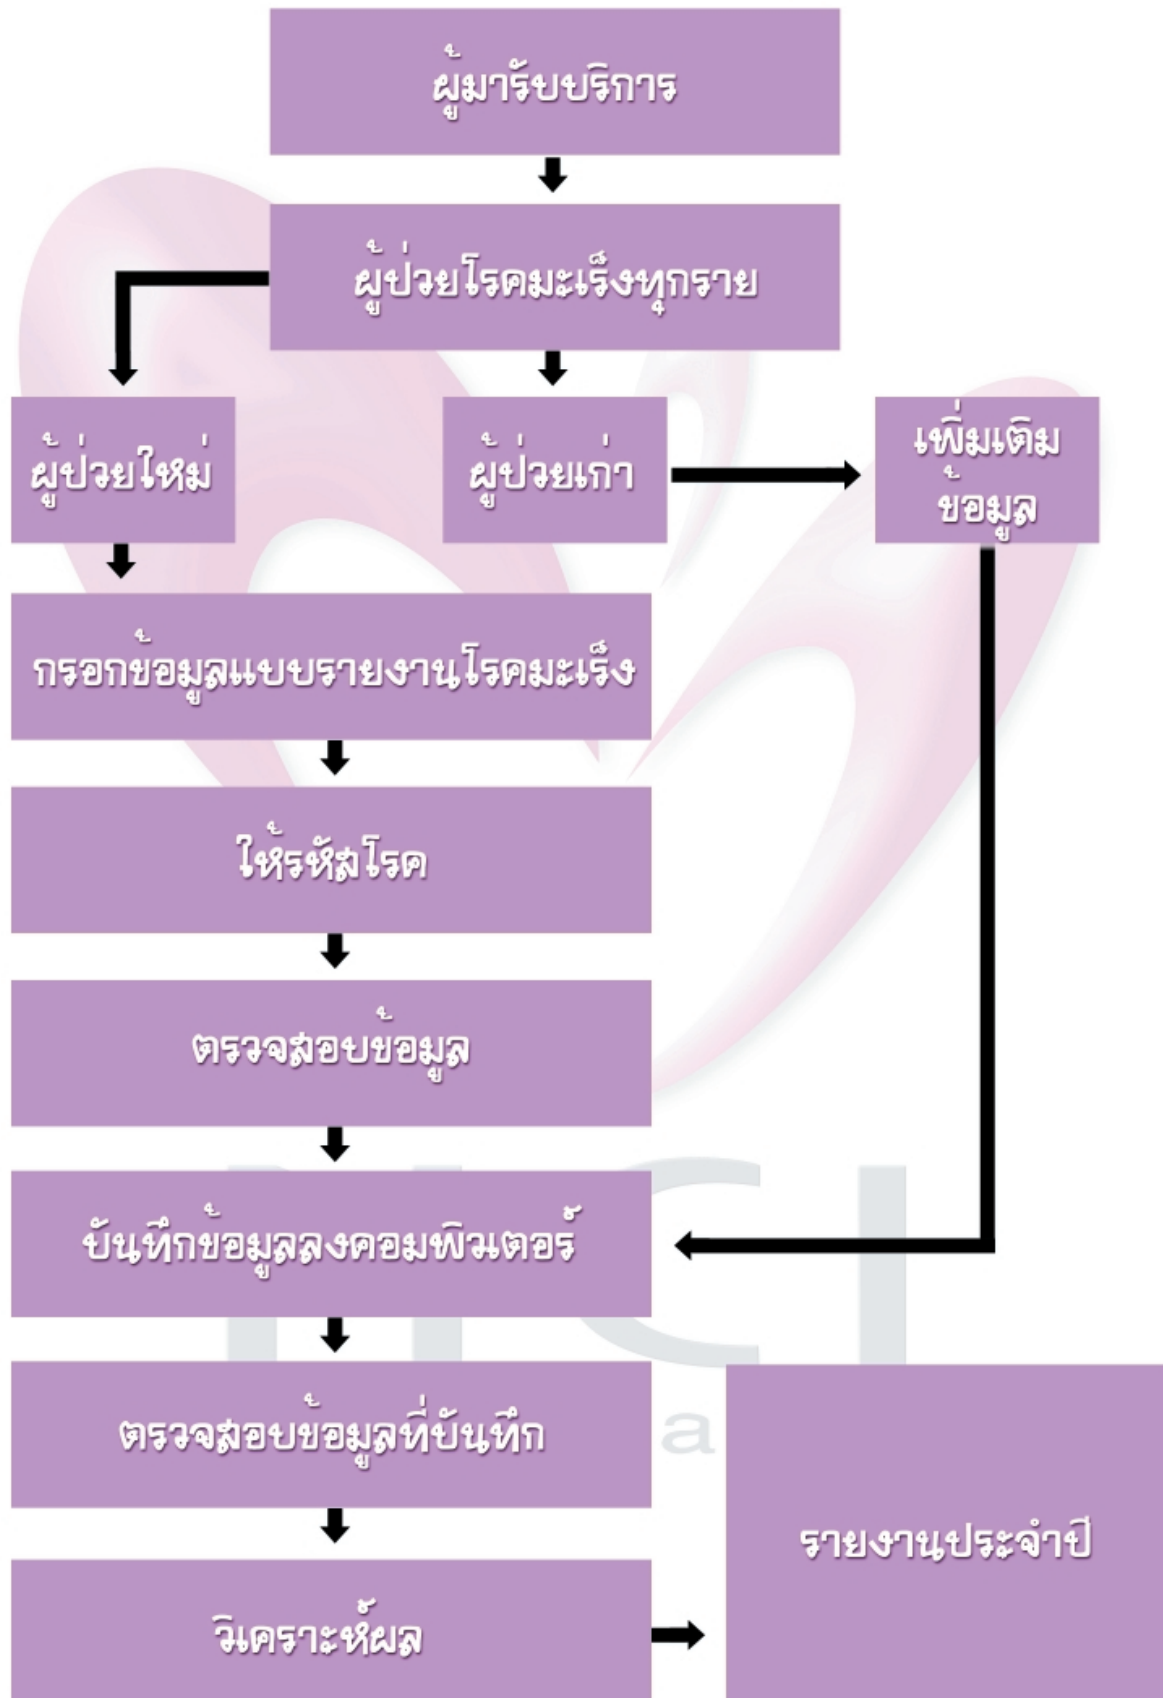 ผู้มารับบริการ
ผู้ป่วยโรคมะเร็งทุกราย
ผู้ป่วยใหม่
ผู้ป่วยเก่า
เพิ่มเติม
ข้อมูล
กรอกข้อมูลแบบรายงานโรคมะเร็ง
ให้รหัสโรค
ตรวจสอบข้อมูล
บันทึกข้อมูลลงคอมพิวเตอร์
ตรวจสอบข้อมูลที่บันทึก
รายงานประจำปี
วิเคราะห์ผล